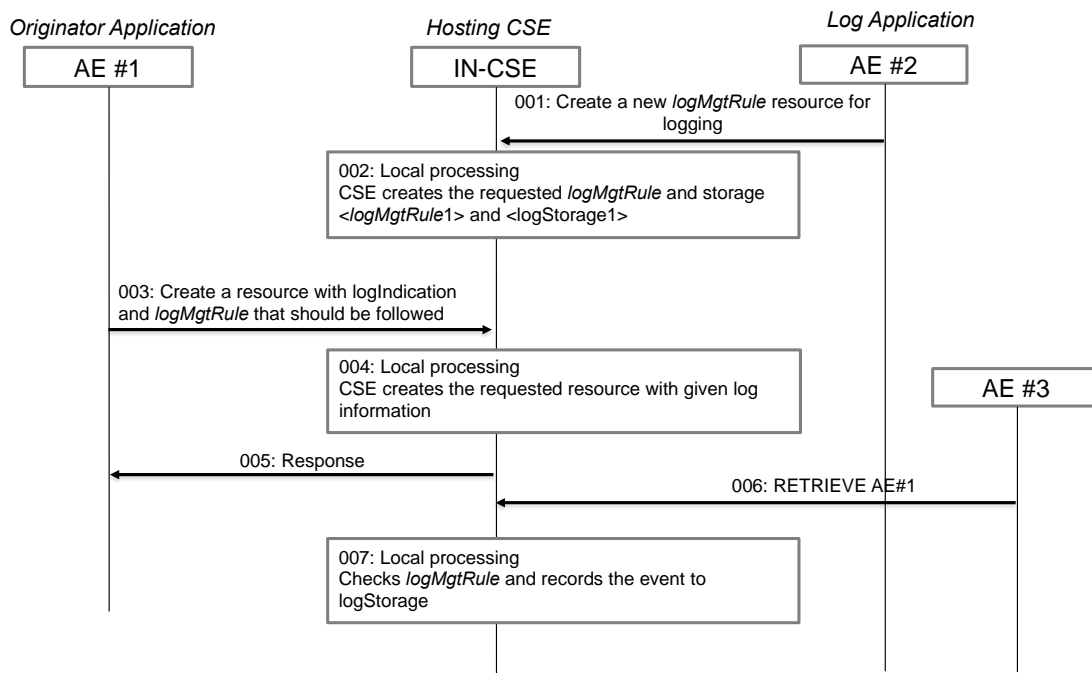 Originator Application
Hosting CSE
Log Application
AE #1
IN-CSE
AE #2
001: Create a new logMgtRule resource for
logging
002: Local processing
CSE creates the requested logMgtRule and storage
<logMgtRule1> and <logStorage1>
003: Create a resource with logIndication
and logMgtRule that should be followed
004: Local processing
CSE creates the requested resource with given log
information
AE #3
005: Response
006: RETRIEVE AE#1
007: Local processing
Checks logMgtRule and records the event to
logStorage